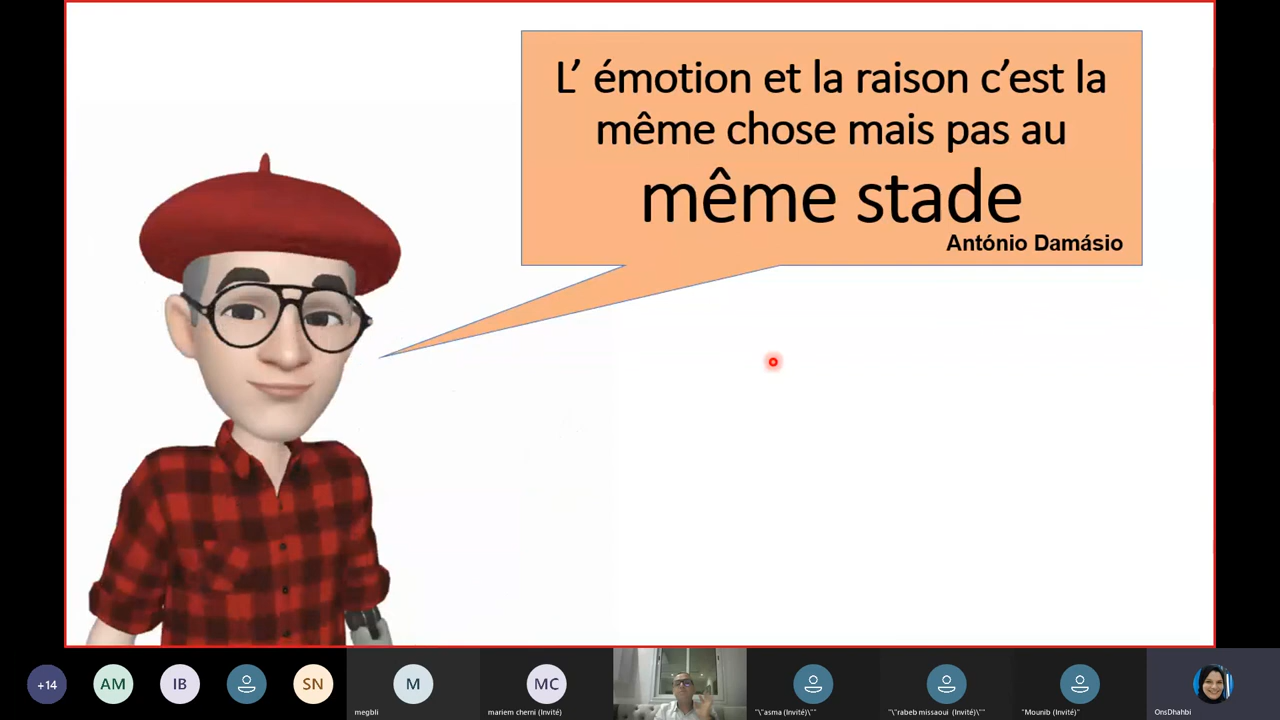 L’ émotion et la raison c’est la
même chose mais pas au
même stade
António Damásio
+14
AM
IB
SN
M
MC
megbli
mariem cherni (Invité)
"\"asma (Invité)\""
"\"rabeb missaoui (Invité)\""
"Mounib (Invité)"
OnsDhahbi